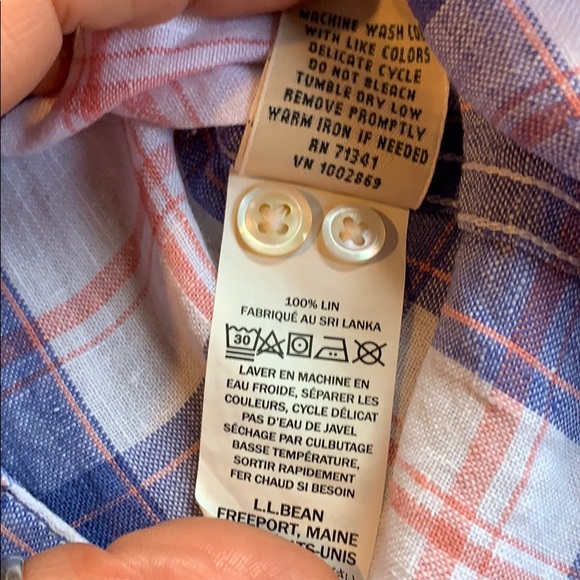 MACHINE WASH
WITH LIKE COLORS
DELICATE CYCLE
DO NOT BLEACH
TUMBLE DRY LOW
REMOVE PROMPTLY
WARM IRON IF NEEDED
RN 71341
VN 1002869
100% LIN
FABRIQUÉ AU SRI LANKA
30
LAVER EN MACHINE EN
EAU FROIDE, SÉPARER LES
COULEURS, CYCLE DÉLICAT
PAS D'EAU DE JAVEL
SÉCHAGE PAR CULBUTAGE
BASSE TEMPÉRATURE,
SORTIR RAPIDEMENT
FER CHAUD SI BESOIN
L.L.BEAN
FREEPORT, MAINE